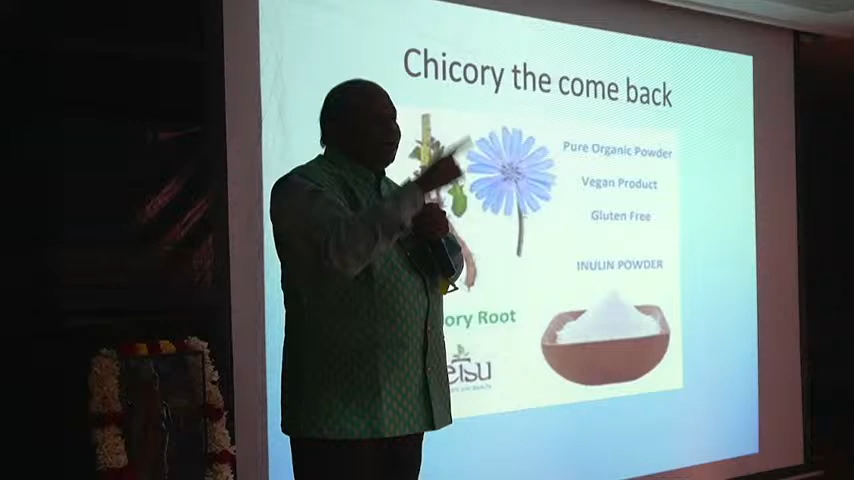 Chicory the come back
Pure Organic Powder
Vegan Product
Gluten Free
INULIN POWDER
ory Root